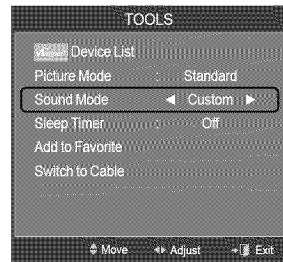 TOOLS
Device List
Picture Mode : Standard
Sound Mode ◄ Custom ►
Sleep Timer : Off
Add to Favorite
Switch to Cable
Move Adjust Exit